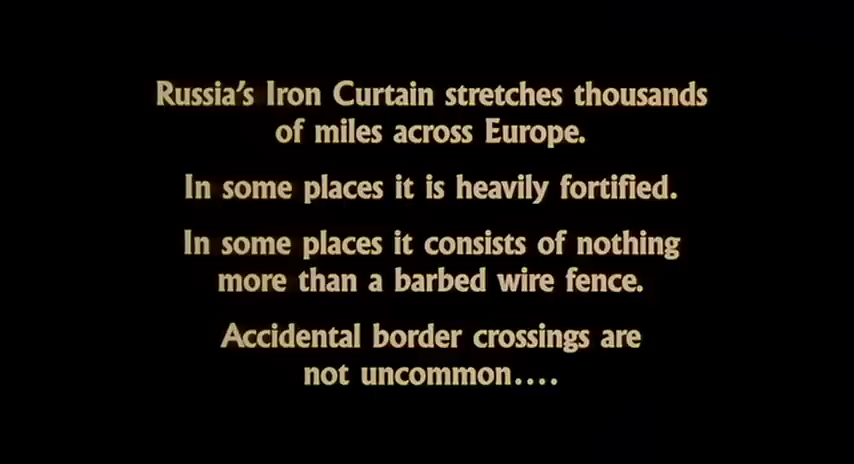 Russia's Iron Curtain stretches thousands
of miles across Europe.
In some places it is heavily fortified.
In some places it consists of nothing
more than a barbed wire fence.
Accidental border crossings are
not uncommon....